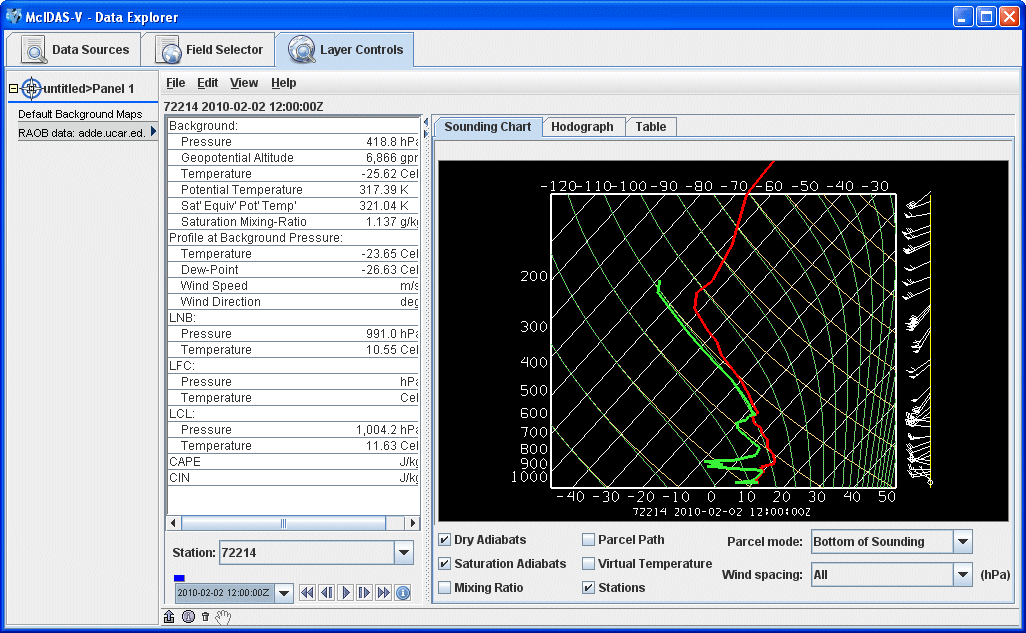 McIDAS-V - Data Explorer
Data Sources
Field Selector
Layer Controls
untitled>Panel 1
Default Background Maps
RAOB data: adde.ucar.ed.
File Edit View Help
72214 2010-02-02 12:00:00Z
Background:
Pressure 418.8 hPa
Geopotential Altitude 6,866 gpm
Temperature -25.62 Cel
Potential Temperature 317.39 K
Sat' Equiv' Pot' Temp' 321.04 K
Saturation Mixing-Ratio 1.137 g/kg
Profile at Background Pressure:
Temperature -23.65 Cel
Dew-Point -26.63 Cel
Wind Speed m/s
Wind Direction deg
LNB:
Pressure 991.0 hPa
Temperature 10.55 Cel
LFC:
Pressure hPa
Temperature Cel
LCL:
Pressure 1,004.2 hPa
Temperature 11.63 Cel
CAPE J/kg
CIN J/kg
Station: 72214
2010-02-02 12:00:00Z
Sounding Chart Hodograph Table
-120 -110 -100 -90 -80 -70 -60 -50 -40 -30
200
300
400
500
600
700
800
900
1000
-40 -30 -20 -10 0 10 20 30 40 50
72214 2010-02-02 12:00:00Z
Dry Adiabats Parcel Path Parcel mode: Bottom of Sounding
Saturation Adiabats Virtual Temperature Wind spacing: All (hPa)
Mixing Ratio Stations